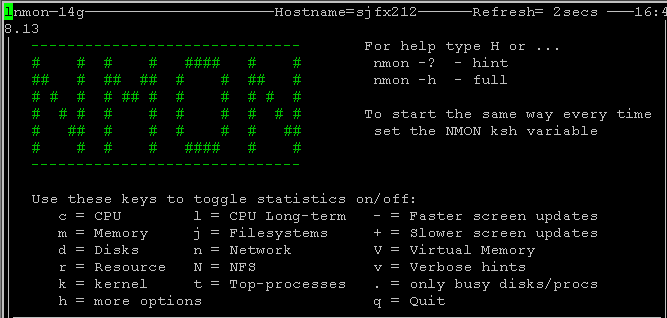 lnmon-14g Hostname=sjfx212 Refresh= 2secs 16:4
8.13
For help type H or ...
nmon -? - hint
nmon -h - full
To start the same way every time
set the NMON ksh variable
Use these keys to toggle statistics on/off:
c = CPU l = CPU Long-term - = Faster screen updates
m = Memory j = Filesystems + = Slower screen updates
d = Disks n = Network V = Virtual Memory
r = Resource N = NFS v = Verbose hints
k = kernel t = Top-processes . = only busy disks/procs
h = more options q = Quit